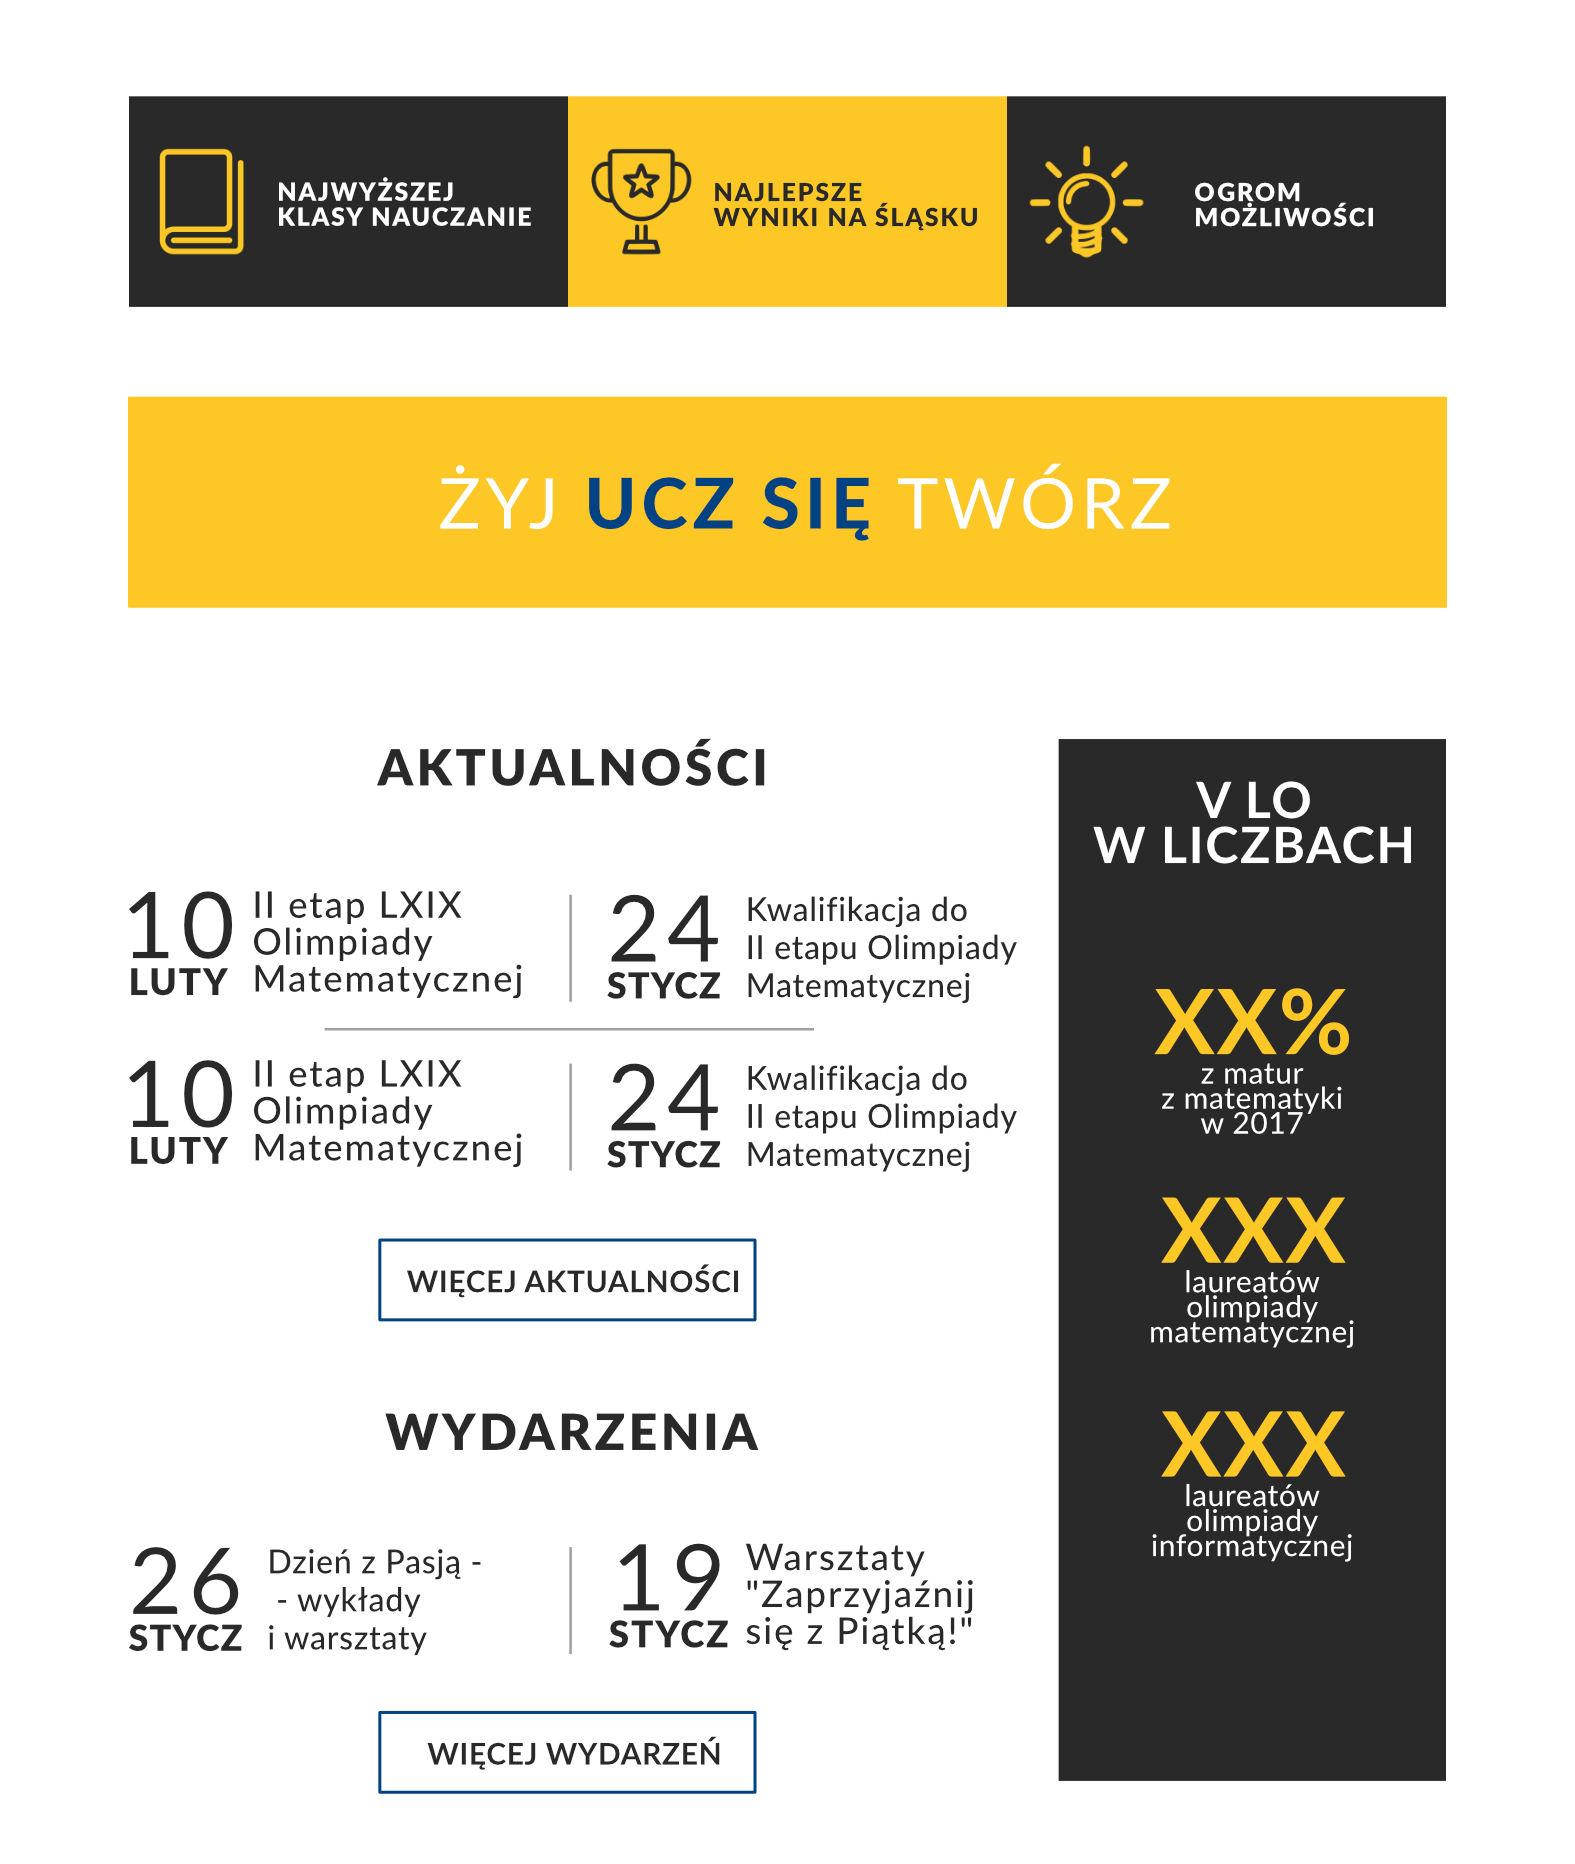 NAJWYŻSZEJ
KLASY NAUCZANIE
NAJLEPSZE
WYNIKI NA ŚLĄSKU
OGROM
MOŻLIWOŚCI
ŻYJ UCZ SIĘ TWÓRZ
AKTUALNOŚCI
10
LUTY
II etap LXIX
Olimpiady
Matematycznej
24
STYCZ
Kwalifikacja do
II etapu Olimpiady
Matematycznej
10
LUTY
II etap LXIX
Olimpiady
Matematycznej
24
STYCZ
Kwalifikacja do
II etapu Olimpiady
Matematycznej
WIĘCEJ AKTUALNOŚCI
WYDARZENIA
26
STYCZ
Dzień z Pasją -
- wykłady
i warsztaty
19
STYCZ
Warsztaty
"Zaprzyjaźnij
się z Piątką!"
WIĘCEJ WYDARZEŃ
V LO
W LICZBACH
XX%
z matur
z matematyki
w 2017
XXX
laureatów
olimpiady
matematycznej
XXX
laureatów
olimpiady
informatycznej